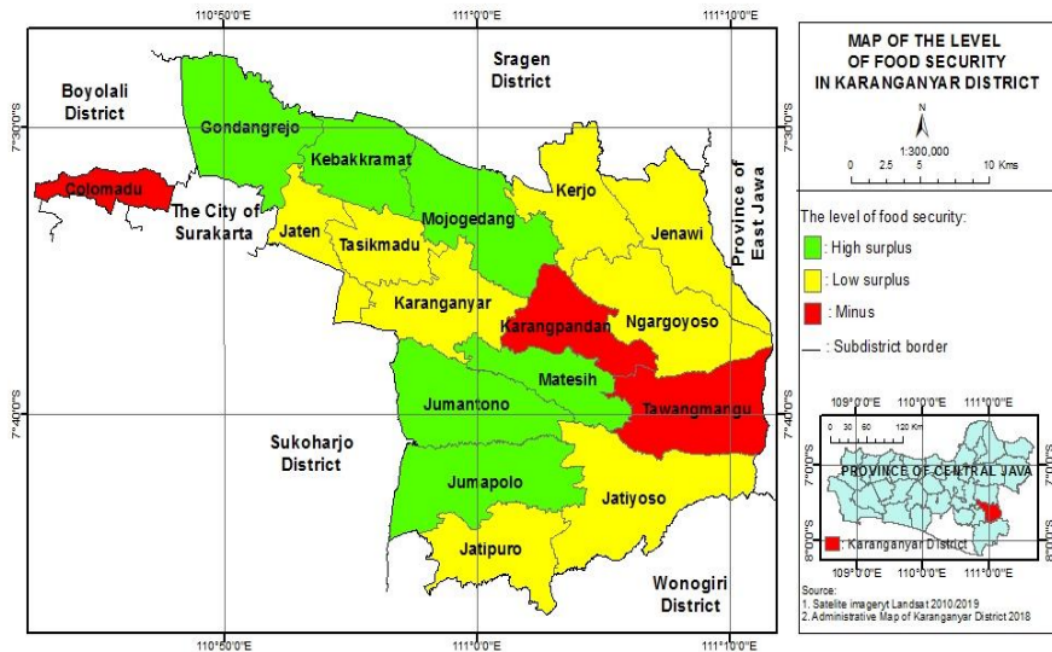 110°50'0"E
111°0'0"E
111°10'0"E
Boyolali
District
Sragen
District
7°30'0"S
7°30'0"S
Gondangrejo
Kebakkramat
Colomadu
The City of
Surakarta
Mojogedang
Kerjo
Jenawi
Province of
East Jawa
Jaten
Tasikmadu
Karanganyar
Karangpandan
Ngargoyoso
Matesih
Jumantono
Tawangmangu
7°40'0"S
7°40'0"S
Sukoharjo
District
Jumapolo
Jatiyoso
Jatipuro
Wonogiri
District
110°50'0"E
111°0'0"E
111°10'0"E
MAP OF THE LEVEL
OF FOOD SECURITY
IN KARANGANYAR DISTRICT
N
1:300,000
0 2.5 5 10 Kms
The level of food security:
: High surplus
: Low surplus
: Minus
: Subdistrict border
109°0'0"E 110°0'0"E 111°0'0"E
0 30 60 120 Km
7°0'0"S
7°0'0"S
PROVINCE OF CENTRAL JAVA
8°0'0"S
8°0'0"S
: Karanganyar District
109°0'0"E 110°0'0"E 111°0'0"E
Source:
1. Satelite imageryt Landsat 2010/2019
2. Administrative Map of Karanganyar District 2018